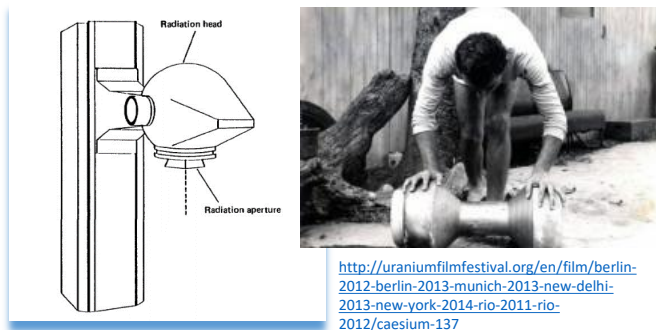 Radiation head
Radiation aperture
http://uraniumfilmfestival.org/en/film/berlin-
2012-berlin-2013-munich-2013-new-delhi-
2013-new-york-2014-rio-2011-rio-
2012/caesium-137